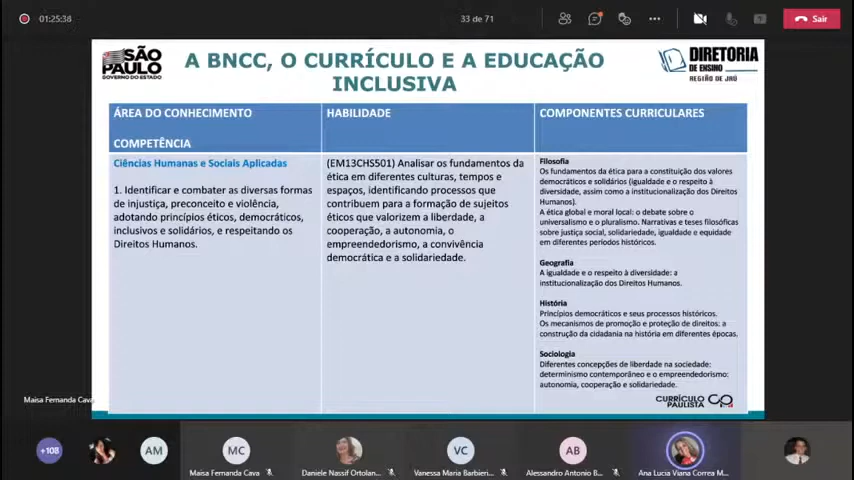 01:25:38
33 de 71
Sair
SÃO
PAULO
GOVERNO DO ESTADO
A BNCC, O CURRÍCULO E A EDUCAÇÃO
INCLUSIVA
DIRETORIA
DE ENSINO
REGIÃO DE JAÚ
ÁREA DO CONHECIMENTO
COMPETÊNCIA
HABILIDADE
COMPONENTES CURRICULARES
Ciências Humanas e Sociais Aplicadas
1. Identificar e combater as diversas formas
de injustiça, preconceito e violência,
adotando princípios éticos, democráticos,
inclusivos e solidários, e respeitando os
Direitos Humanos.
(EM13CHS501) Analisar os fundamentos da
ética em diferentes culturas, tempos e
espaços, identificando processos que
contribuem para a formação de sujeitos
éticos que valorizem a liberdade, a
cooperação, a autonomia, o
empreendedorismo, a convivência
democrática e a solidariedade.
Filosofia
Os fundamentos da ética para a constituição dos valores
democráticos e solidários (igualdade e o respeito à
diversidade, assim como a institucionalização dos Direitos
Humanos).
A ética global e moral local: o debate sobre o
universalismo e o pluralismo. Narrativas e teses filosóficas
sobre justiça social, solidariedade, igualdade e equidade
em diferentes períodos históricos.
Geografia
A igualdade e o respeito à diversidade: a
institucionalização dos Direitos Humanos.
História
Princípios democráticos e seus processos históricos.
Os mecanismos de promoção e proteção de direitos: a
construção da cidadania na história em diferentes épocas.
Sociologia
Diferentes concepções de liberdade na sociedade:
determinismo contemporâneo e o empreendedorismo:
autonomia, cooperação e solidariedade.
CURRÍCULO
PAULISTA
Maisa Fernanda Cava
+108
AM
MC
VC
AB
Maisa Fernanda Cava
Daniele Nassif Ortolan...
Vanessa Maria Barbieri...
Alessandro Antonio B...
Ana Lucia Viana Correa M...